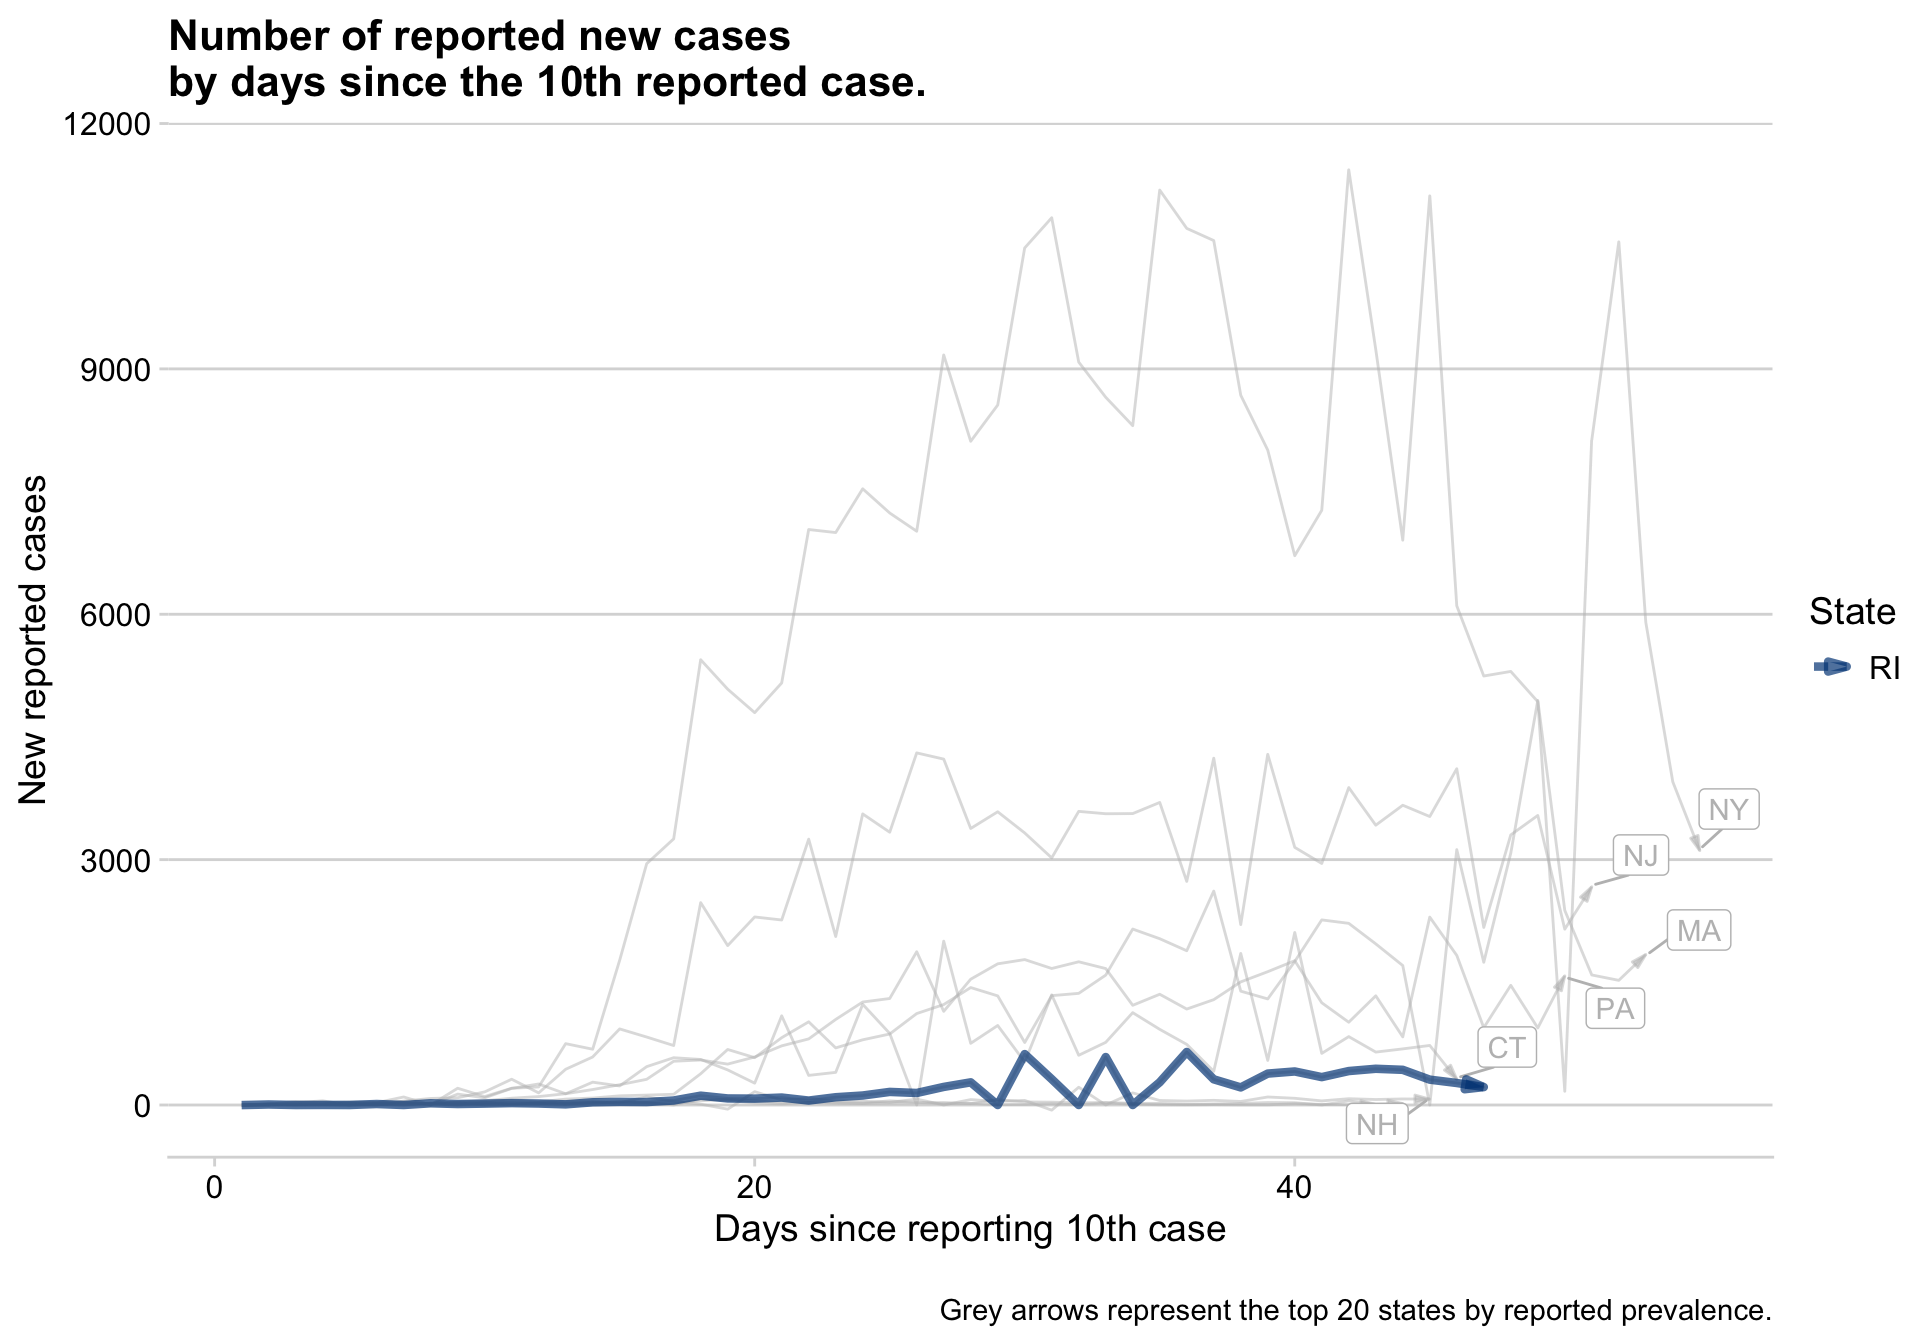 Number of reported new cases
by days since the 10th reported case.
12000
9000
6000
3000
0
New reported cases
NY
NJ
MA
PA
CT
NH
State
RI
0
20
40
Days since reporting 10th case
Grey arrows represent the top 20 states by reported prevalence.